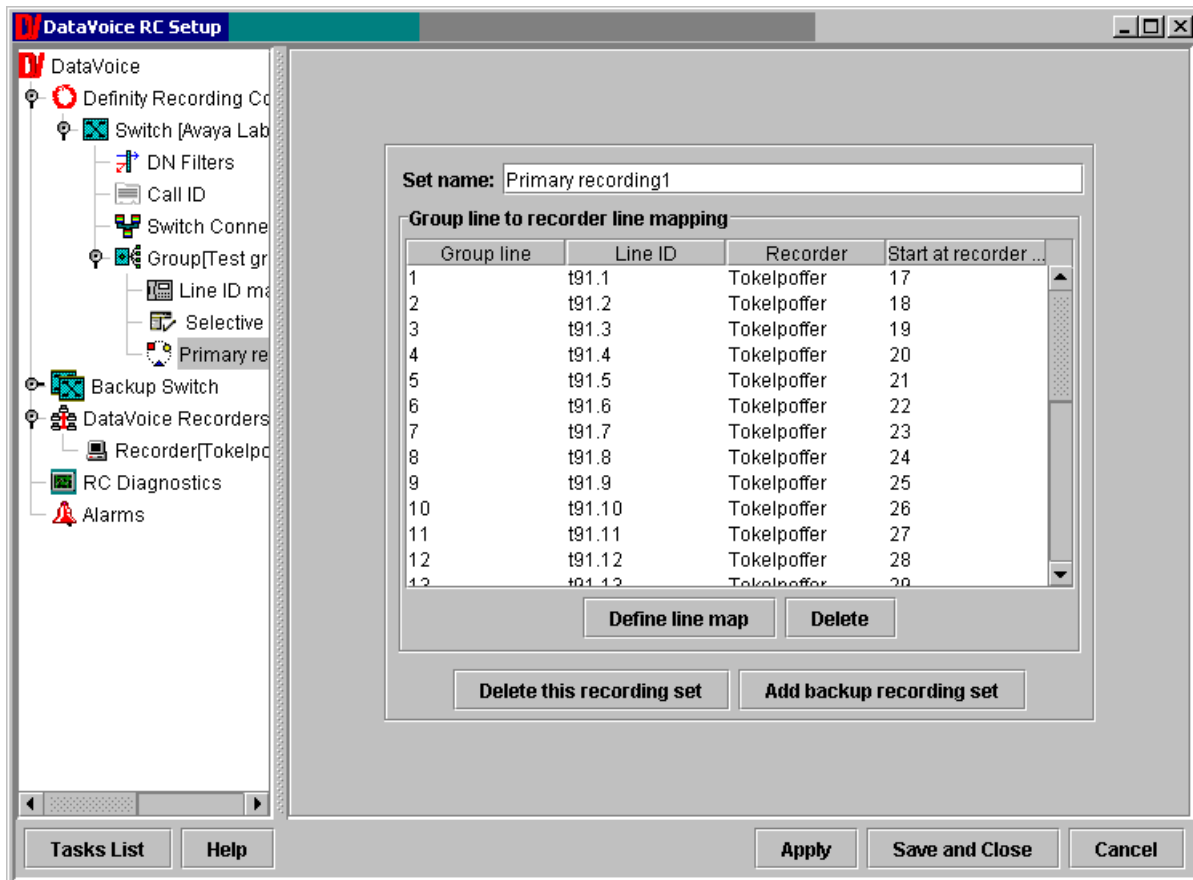 DataVoice RC Setup
DataVoice
Definity Recording Co
Switch [Avaya Lab
DN Filters
Call ID
Switch Conne
Group[Test gr
Line ID ma
Selective
Primary re
Backup Switch
DataVoice Recorders
Recorder[Tokelpo
RC Diagnostics
Alarms
Set name: Primary recording1
Group line to recorder line mapping
Group line Line ID Recorder Start at recorder ...
1 t91.1 Tokelpoffer 17
2 t91.2 Tokelpoffer 18
3 t91.3 Tokelpoffer 19
4 t91.4 Tokelpoffer 20
5 t91.5 Tokelpoffer 21
6 t91.6 Tokelpoffer 22
7 t91.7 Tokelpoffer 23
8 t91.8 Tokelpoffer 24
9 t91.9 Tokelpoffer 25
10 t91.10 Tokelpoffer 26
11 t91.11 Tokelpoffer 27
12 t91.12 Tokelpoffer 28
13 t91.13 Tokelpoffer 29
Define line map Delete
Delete this recording set Add backup recording set
Tasks List Help Apply Save and Close Cancel